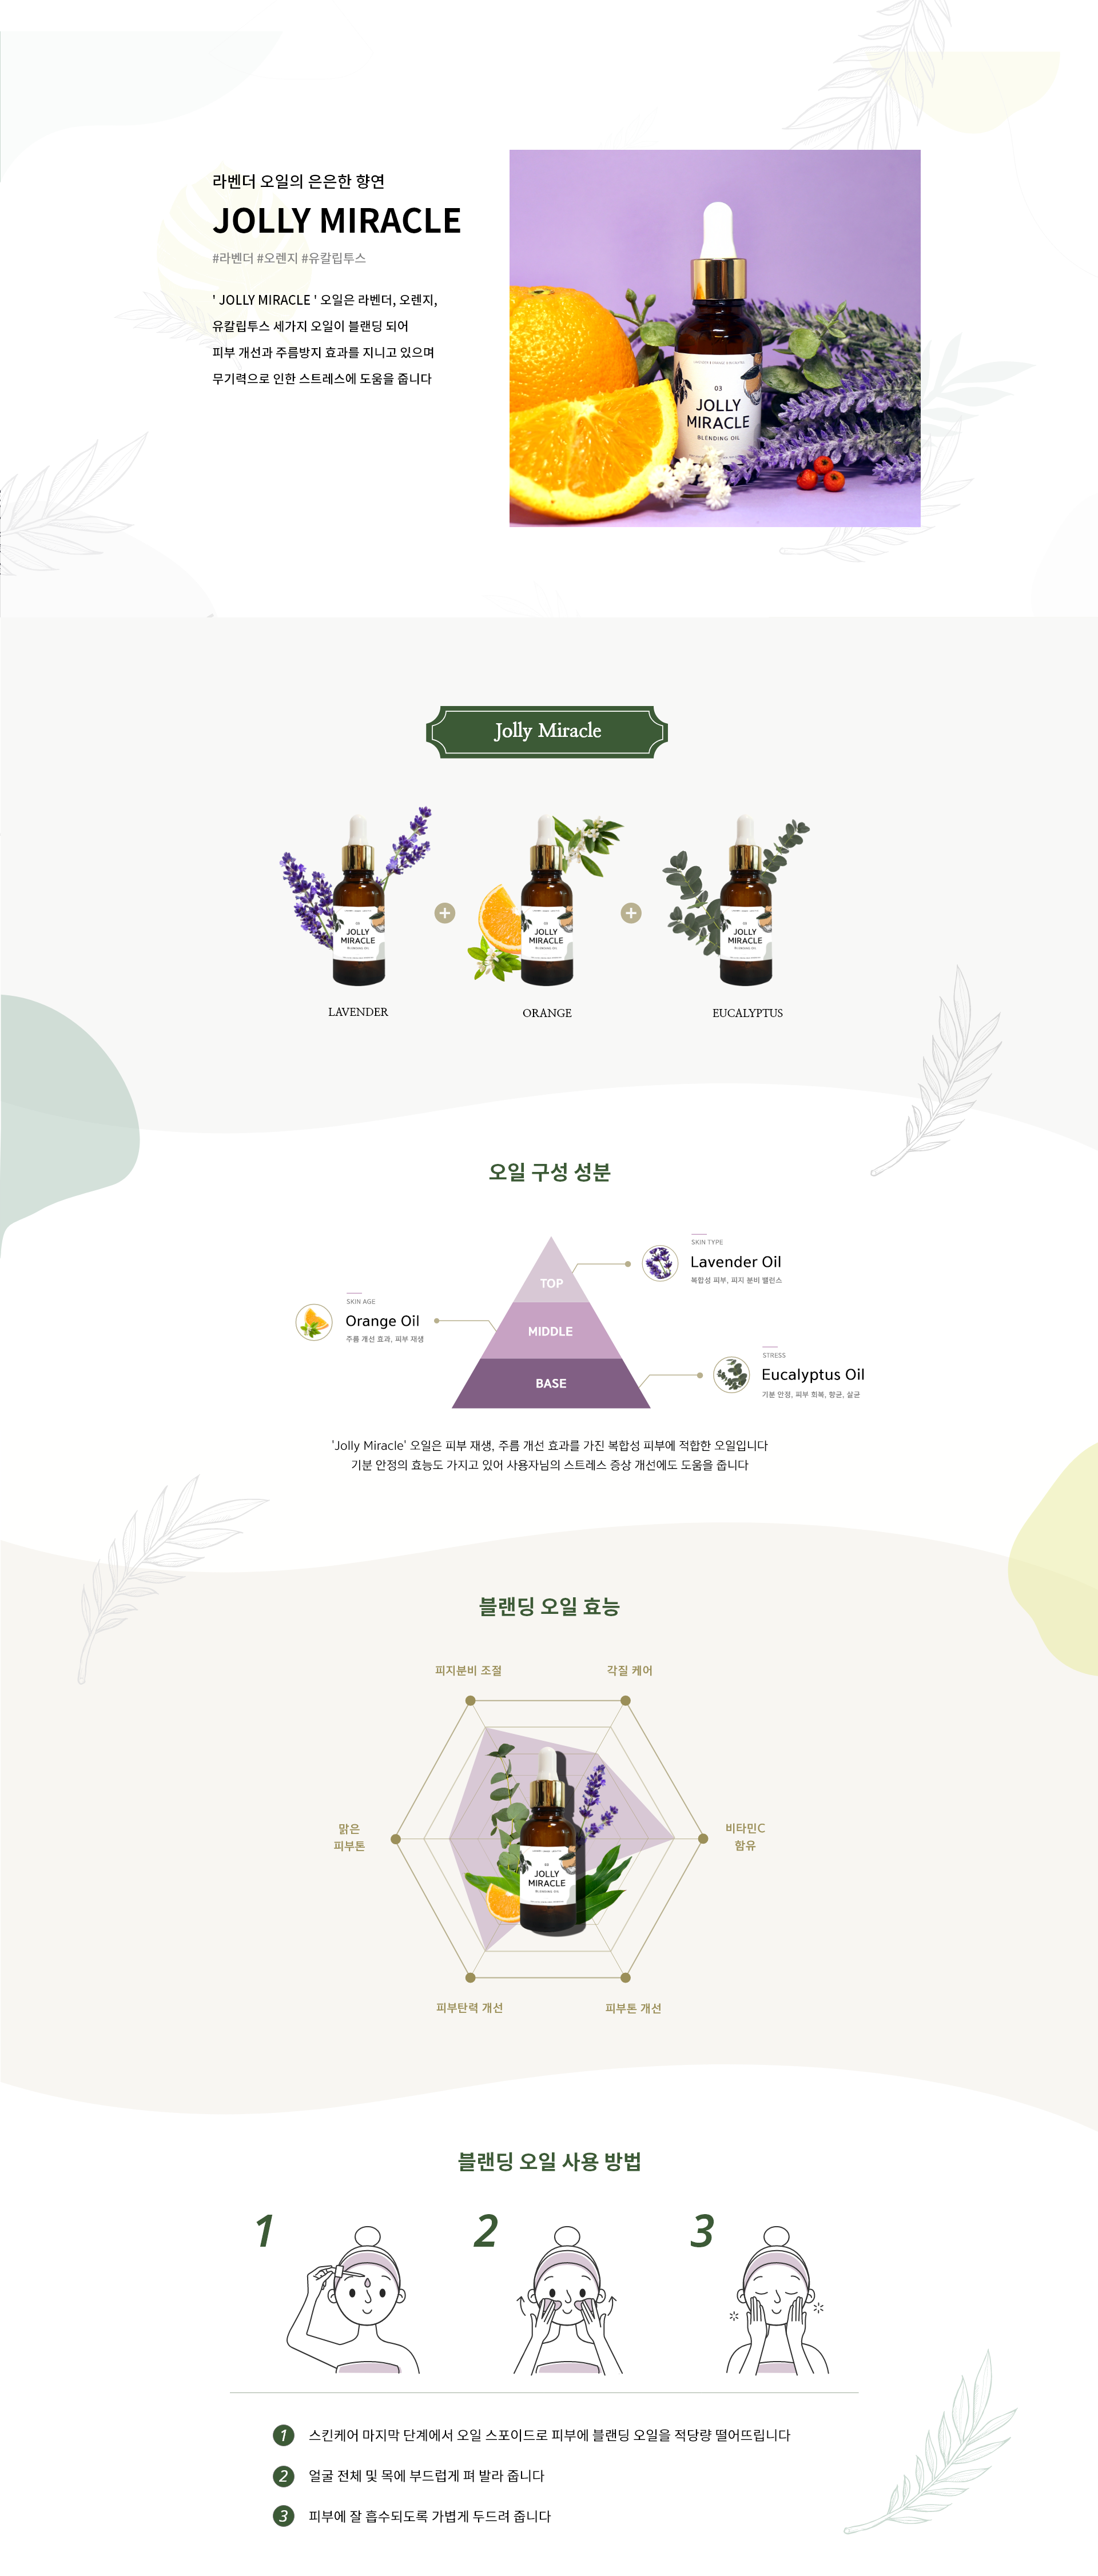 라벤더 오일의 은은한 향연
JOLLY MIRACLE
#라벤더 #오렌지 #유칼립투스
' JOLLY MIRACLE ' 오일은 라벤더, 오렌지,
유칼립투스 세가지 오일이 블랜딩 되어
피부 개선과 주름방지 효과를 지니고 있으며
무기력으로 인한 스트레스에 도움을 줍니다
03
JOLLY
MIRACLE
BLENDING OIL
Jolly Miracle
JOLLY
MIRACLE
BLENDING OIL
JOLLY
MIRACLE
BLENDING OIL
JOLLY
MIRACLE
BLENDING OIL
LAVENDER
ORANGE
EUCALYPTUS
오일 구성 성분
SKIN TYPE
Lavender Oil
복합성 피부, 피지 분비 밸런스
TOP
SKIN AGE
Orange Oil
주름 개선 효과, 피부 재생
MIDDLE
STRESS
Eucalyptus Oil
기분 안정, 피부 회복, 향균, 살균
BASE
'Jolly Miracle' 오일은 피부 재생, 주름 개선 효과를 가진 복합성 피부에 적합한 오일입니다
기분 안정의 효능도 가지고 있어 사용자님의 스트레스 증상 개선에도 도움을 줍니다
블랜딩 오일 효능
피지분비 조절
각질 케어
맑은
피부톤
비타민C
함유
JOLLY
MIRACLE
BLENDING OIL
피부탄력 개선
피부톤 개선
블랜딩 오일 사용 방법
1
2
3
1 스킨케어 마지막 단계에서 오일 스포이드로 피부에 블랜딩 오일을 적당량 떨어뜨립니다
2 얼굴 전체 및 목에 부드럽게 펴 발라 줍니다
3 피부에 잘 흡수되도록 가볍게 두드려 줍니다